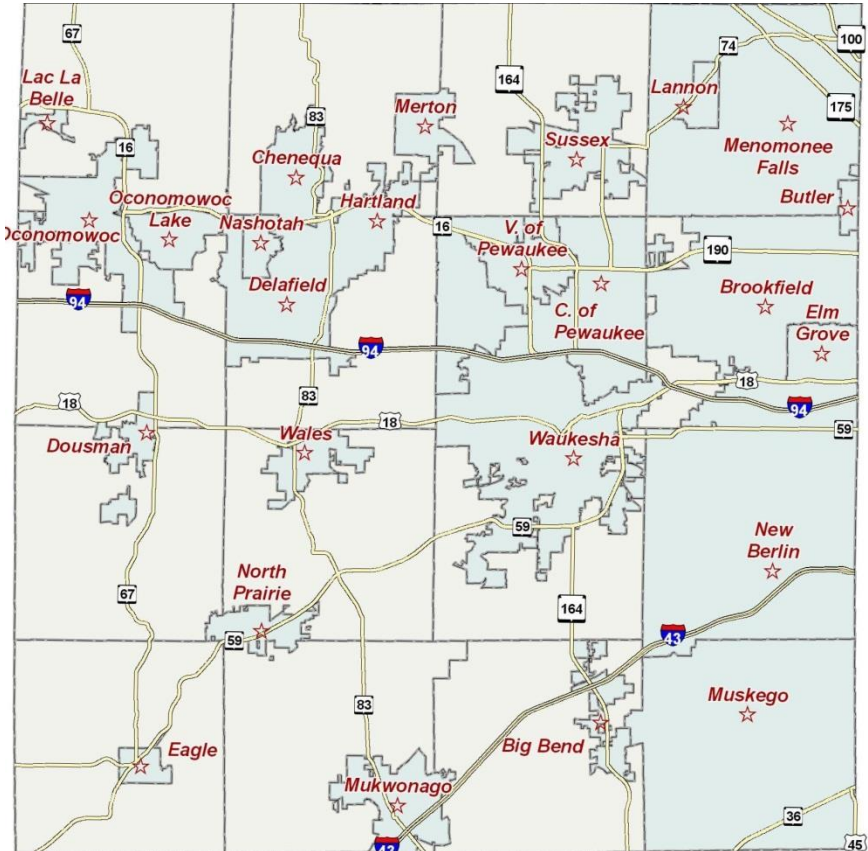 67
100
74
Lac La
Belle
164
Lannon
175
Merton
83
16
Sussex
Menomonee
Falls
Chenequa
Oconomowoc
Lake
Hartland
Butler
Oconomowoc
Nashotah
16
V. of
Pewaukee
190
94
Delafield
C. of
Pewaukee
Brookfield
Elm
Grove
94
18
83
18
94
18
59
Dousman
Wales
Waukesha
59
New
Berlin
North
Prairie
67
164
59
43
83
Muskego
Eagle
Big Bend
Mukwonago
36
43
45